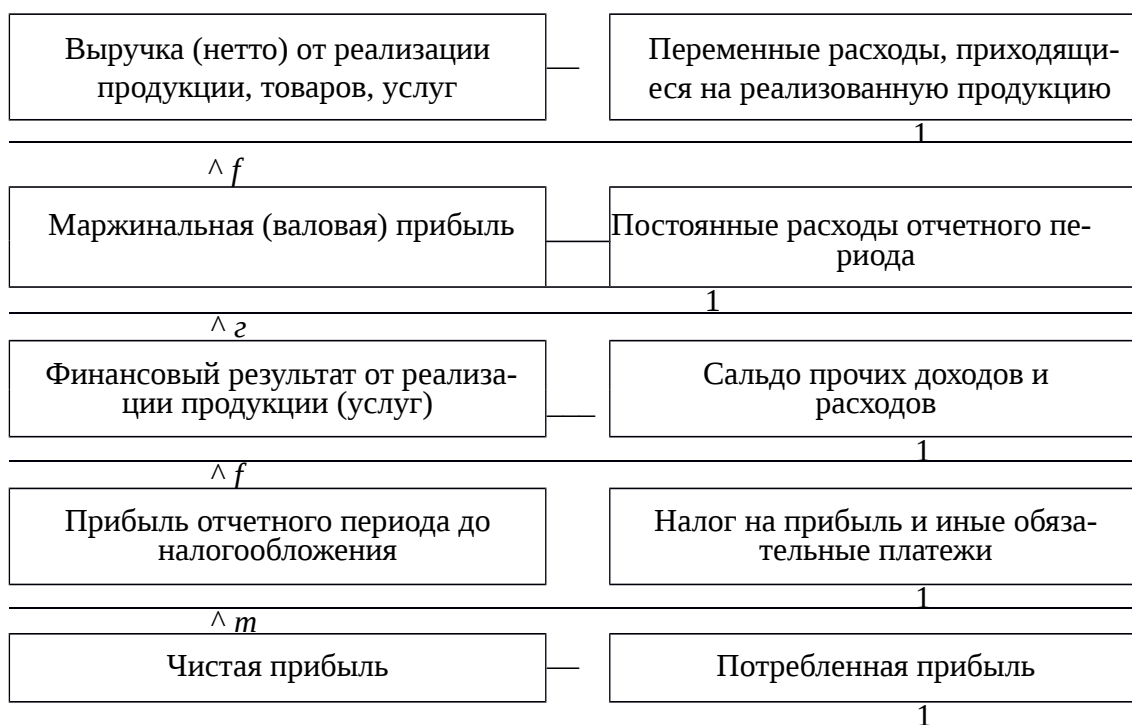 Выручка (нетто) от реализации
продукции, товаров, услуг
—
Переменные расходы, приходящи-
еся на реализованную продукцию
1
^ f
Маржинальная (валовая) прибыль
Постоянные расходы отчетного пе-
риода
1
^ г
Финансовый результат от реализа-
ции продукции (услуг)
Сальдо прочих доходов и
расходов
1
^ f
Прибыль отчетного периода до
налогообложения
Налог на прибыль и иные обяза-
тельные платежи
1
^ т
Чистая прибыль
—
Потребленная прибыль
1